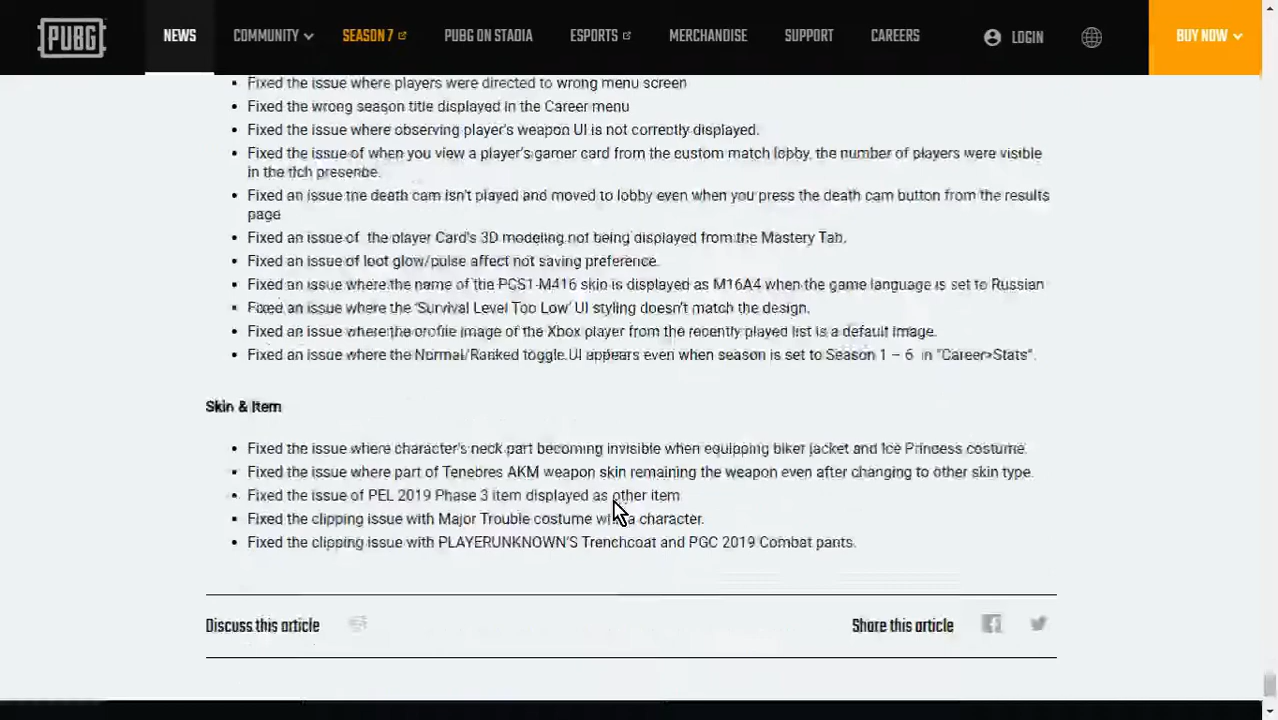 PUBG
NEWS
COMMUNITY
SEASON 7
PUBG ON STADIA
ESPORTS
MERCHANDISE
SUPPORT
CAREERS
LOGIN
BUY NOW
Fixed the issue where players were directed to wrong menu screen
Fixed the wrong season title displayed in the Career menu
Fixed the issue where observing player's weapon UI is not correctly displayed.
Fixed the issue of when you view a player's gamer card from the custom match lobby, the number of players were visible
in the rich presence.
Fixed an issue the death cam isn't played and moved to lobby even when you press the death cam button from the results
page
Fixed an issue of the player Card's 3D modeling not being displayed from the Mastery Tab.
Fixed an issue of loot glow/pulse affect not saving preference.
Fixed an issue where the name of the PCS1 M416 skin is displayed as M16A4 when the game language is set to Russian
Fixed an issue where the 'Survival Level Too Low' UI styling doesn't match the design.
Fixed an issue where the profile image of the Xbox player from the recently played list is a default image.
Fixed an issue where the Normal/Ranked toggle UI appears even when season is set to Season 1 – 6 in "Career>Stats".
Skin & Item
Fixed the issue where character's neck part becoming invisible when equipping biker jacket and Ice Princess costume.
Fixed the issue where part of Tenebres AKM weapon skin remaining the weapon even after changing to other skin type.
Fixed the issue of PEL 2019 Phase 3 item displayed as other item
Fixed the clipping issue with Major Trouble costume with a character.
Fixed the clipping issue with PLAYERUNKNOWN'S Trenchcoat and PGC 2019 Combat pants.
Discuss this article
Share this article